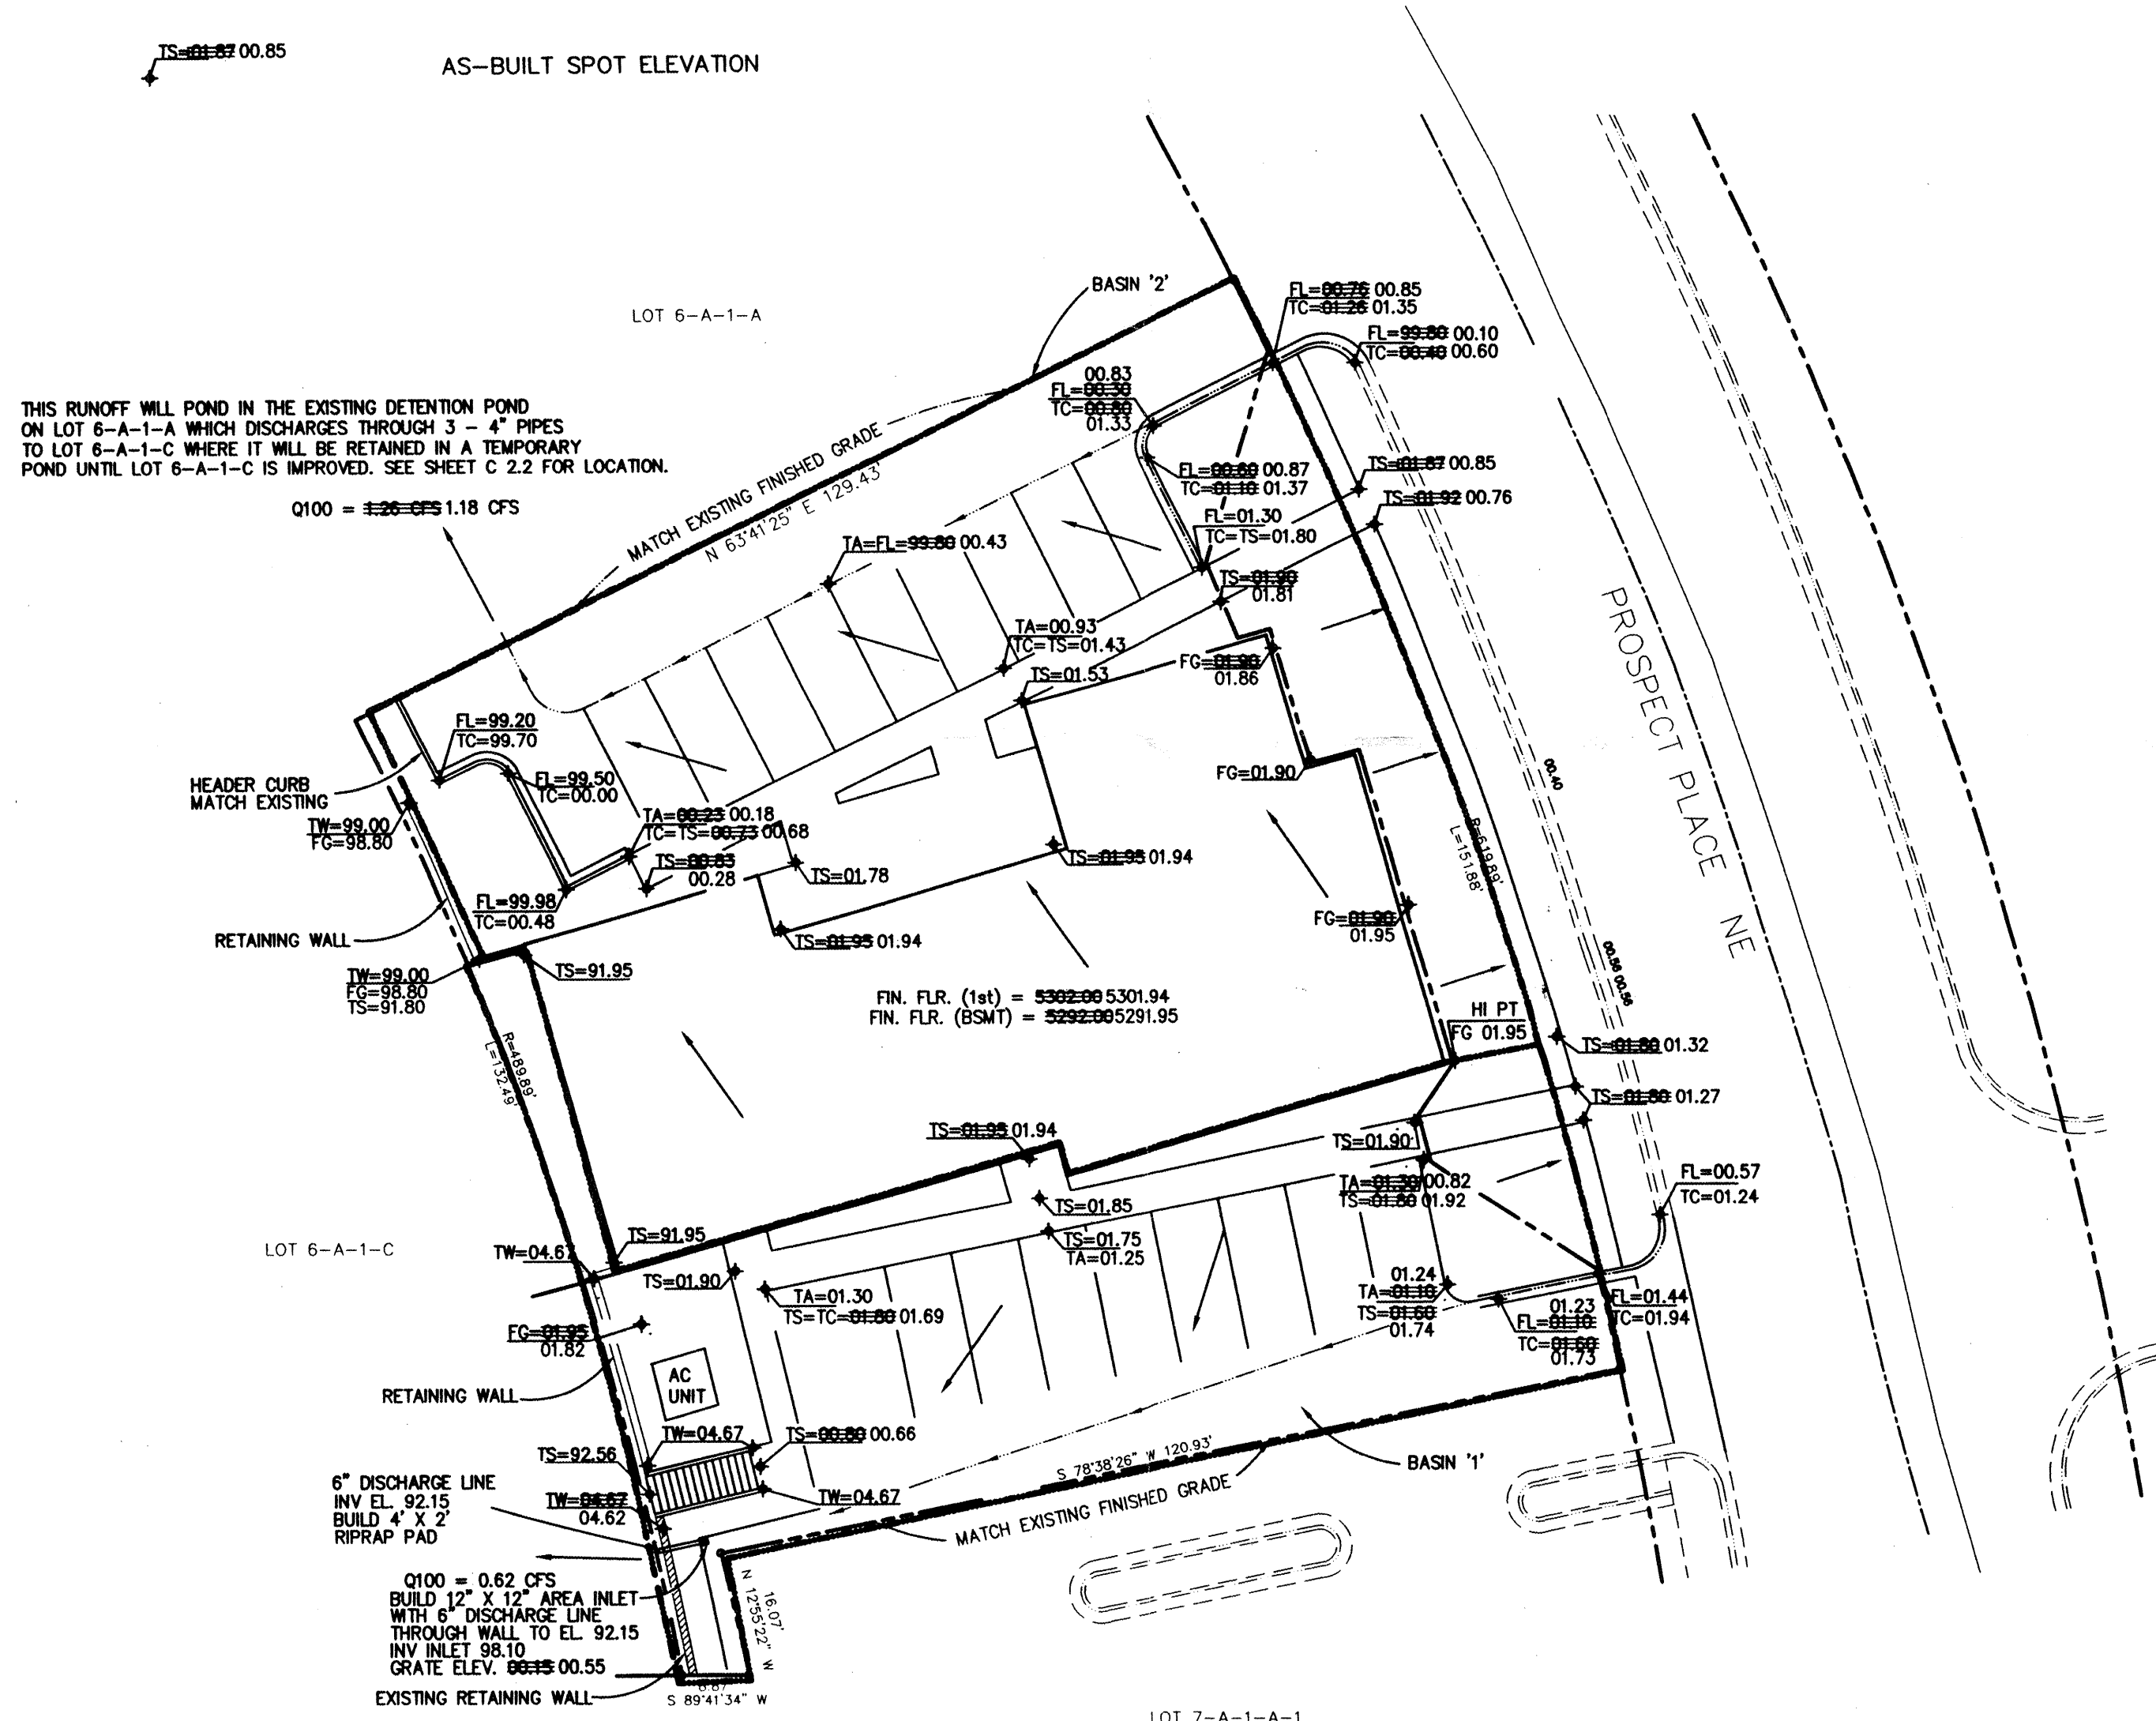 TS=01.87 00.85
AS-BUILT SPOT ELEVATION
BASIN '2'
LOT 6-A-1-A
FL=00.76 00.85
TC=01.26 01.35
FL=99.80 00.10
TC=00.40 00.60
00.83
FL=00.30
TC=00.80
01.33
THIS RUNOFF WILL POND IN THE EXISTING DETENTION POND
ON LOT 6-A-1-A WHICH DISCHARGES THROUGH 3 - 4" PIPES
TO LOT 6-A-1-C WHERE IT WILL BE RETAINED IN A TEMPORARY
POND UNTIL LOT 6-A-1-C IS IMPROVED. SEE SHEET C 2.2 FOR LOCATION.
Q100 = 1.26 CFS 1.18 CFS
MATCH EXISTING FINISHED GRADE
N 63°41'25" E 129.43'
FL=00.60 00.87
TC=01.10 01.37
TS=01.87 00.85
TS=01.92 00.76
FL=01.30
TC=TS=01.80
TA=FL=99.80 00.43
TS=01.90
01.81
TA=00.93
TC=TS=01.43
TS=01.53
FG=01.90
01.86
PROSPECT PLACE NE
FL=99.20
TC=99.70
FL=99.50
TC=00.00
HEADER CURB
MATCH EXISTING
TW=99.00
FG=98.80
FG=01.90
00.40
TA=00.23 00.18
TC=TS=00.73 00.68
TS=00.83
00.28
TS=01.78
TS=01.95 01.94
R=619.89'
L=151.88'
FL=99.98
TC=00.48
RETAINING WALL
TS=01.95 01.94
FG=01.90
01.95
TW=99.00
FG=98.80
TS=91.80
TS=91.95
00.56 00.56
FIN. FLR. (1st) = 5302.00 5301.94
FIN. FLR. (BSMT) = 5292.00 5291.95
HI PT
FG 01.95
TS=01.80 01.32
R=489.89'
L=132.49'
TS=01.80 01.27
TS=01.95 01.94
TS=01.90
TA=01.30 00.82
TS=01.80 01.92
FL=00.57
TC=01.24
TS=01.85
LOT 6-A-1-C
TW=04.67
TS=91.95
TS=01.75
TA=01.25
TS=01.90
TA=01.30
TS=TC=01.80 01.69
01.24
TA=01.10
TS=01.60
01.74
FL=01.44
TC=01.94
01.23
FL=01.10
TC=01.60
01.73
FG=01.95
01.82
AC
UNIT
RETAINING WALL
TW=04.67
TS=00.80 00.66
TS=92.56
S 78°38'26" W 120.93'
BASIN '1'
6" DISCHARGE LINE
INV EL. 92.15
BUILD 4' X 2'
RIPRAP PAD
TW=04.67
04.62
TW=04.67
MATCH EXISTING FINISHED GRADE
Q100 = 0.62 CFS
BUILD 12" X 12" AREA INLET
WITH 6" DISCHARGE LINE
THROUGH WALL TO EL. 92.15
INV INLET 98.10
GRATE ELEV. 00.15 00.55
16.07'
N 12°55'22" W
EXISTING RETAINING WALL
S 89°41'34" W
LOT 7-A-1-A-1